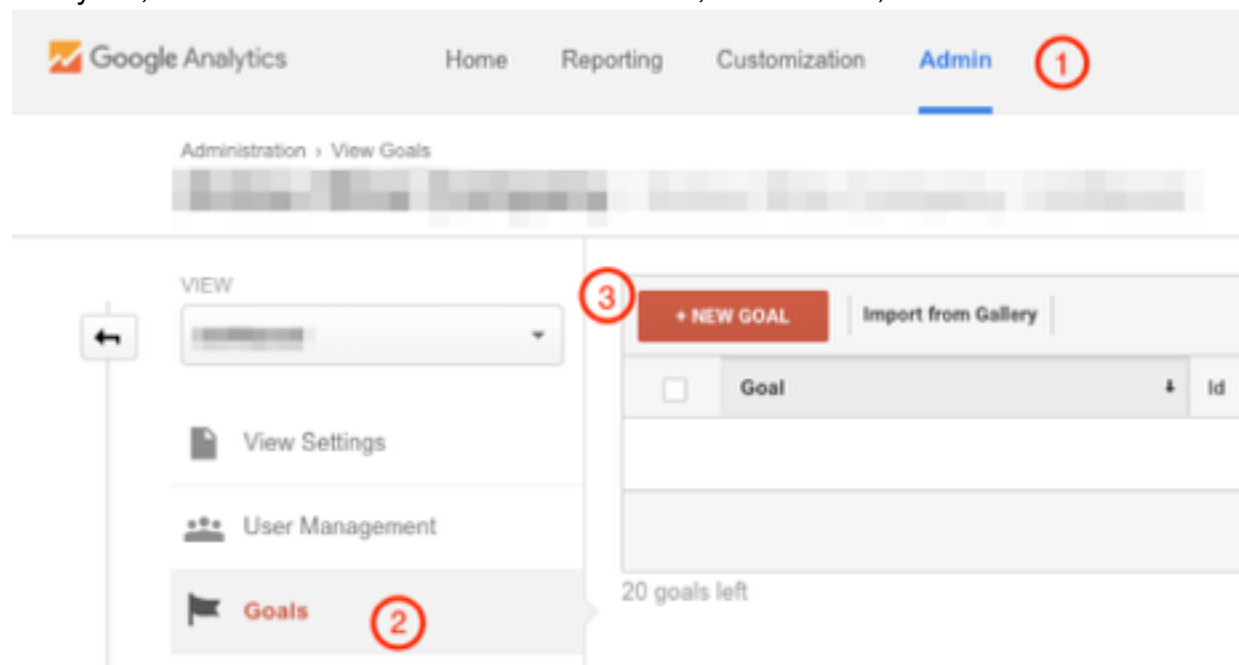 Google Analytics Home Reporting Customization Admin 1
Administration › View Goals
VIEW
3 + NEW GOAL Import from Gallery
Goal Id
View Settings
User Management
Goals 2
20 goals left